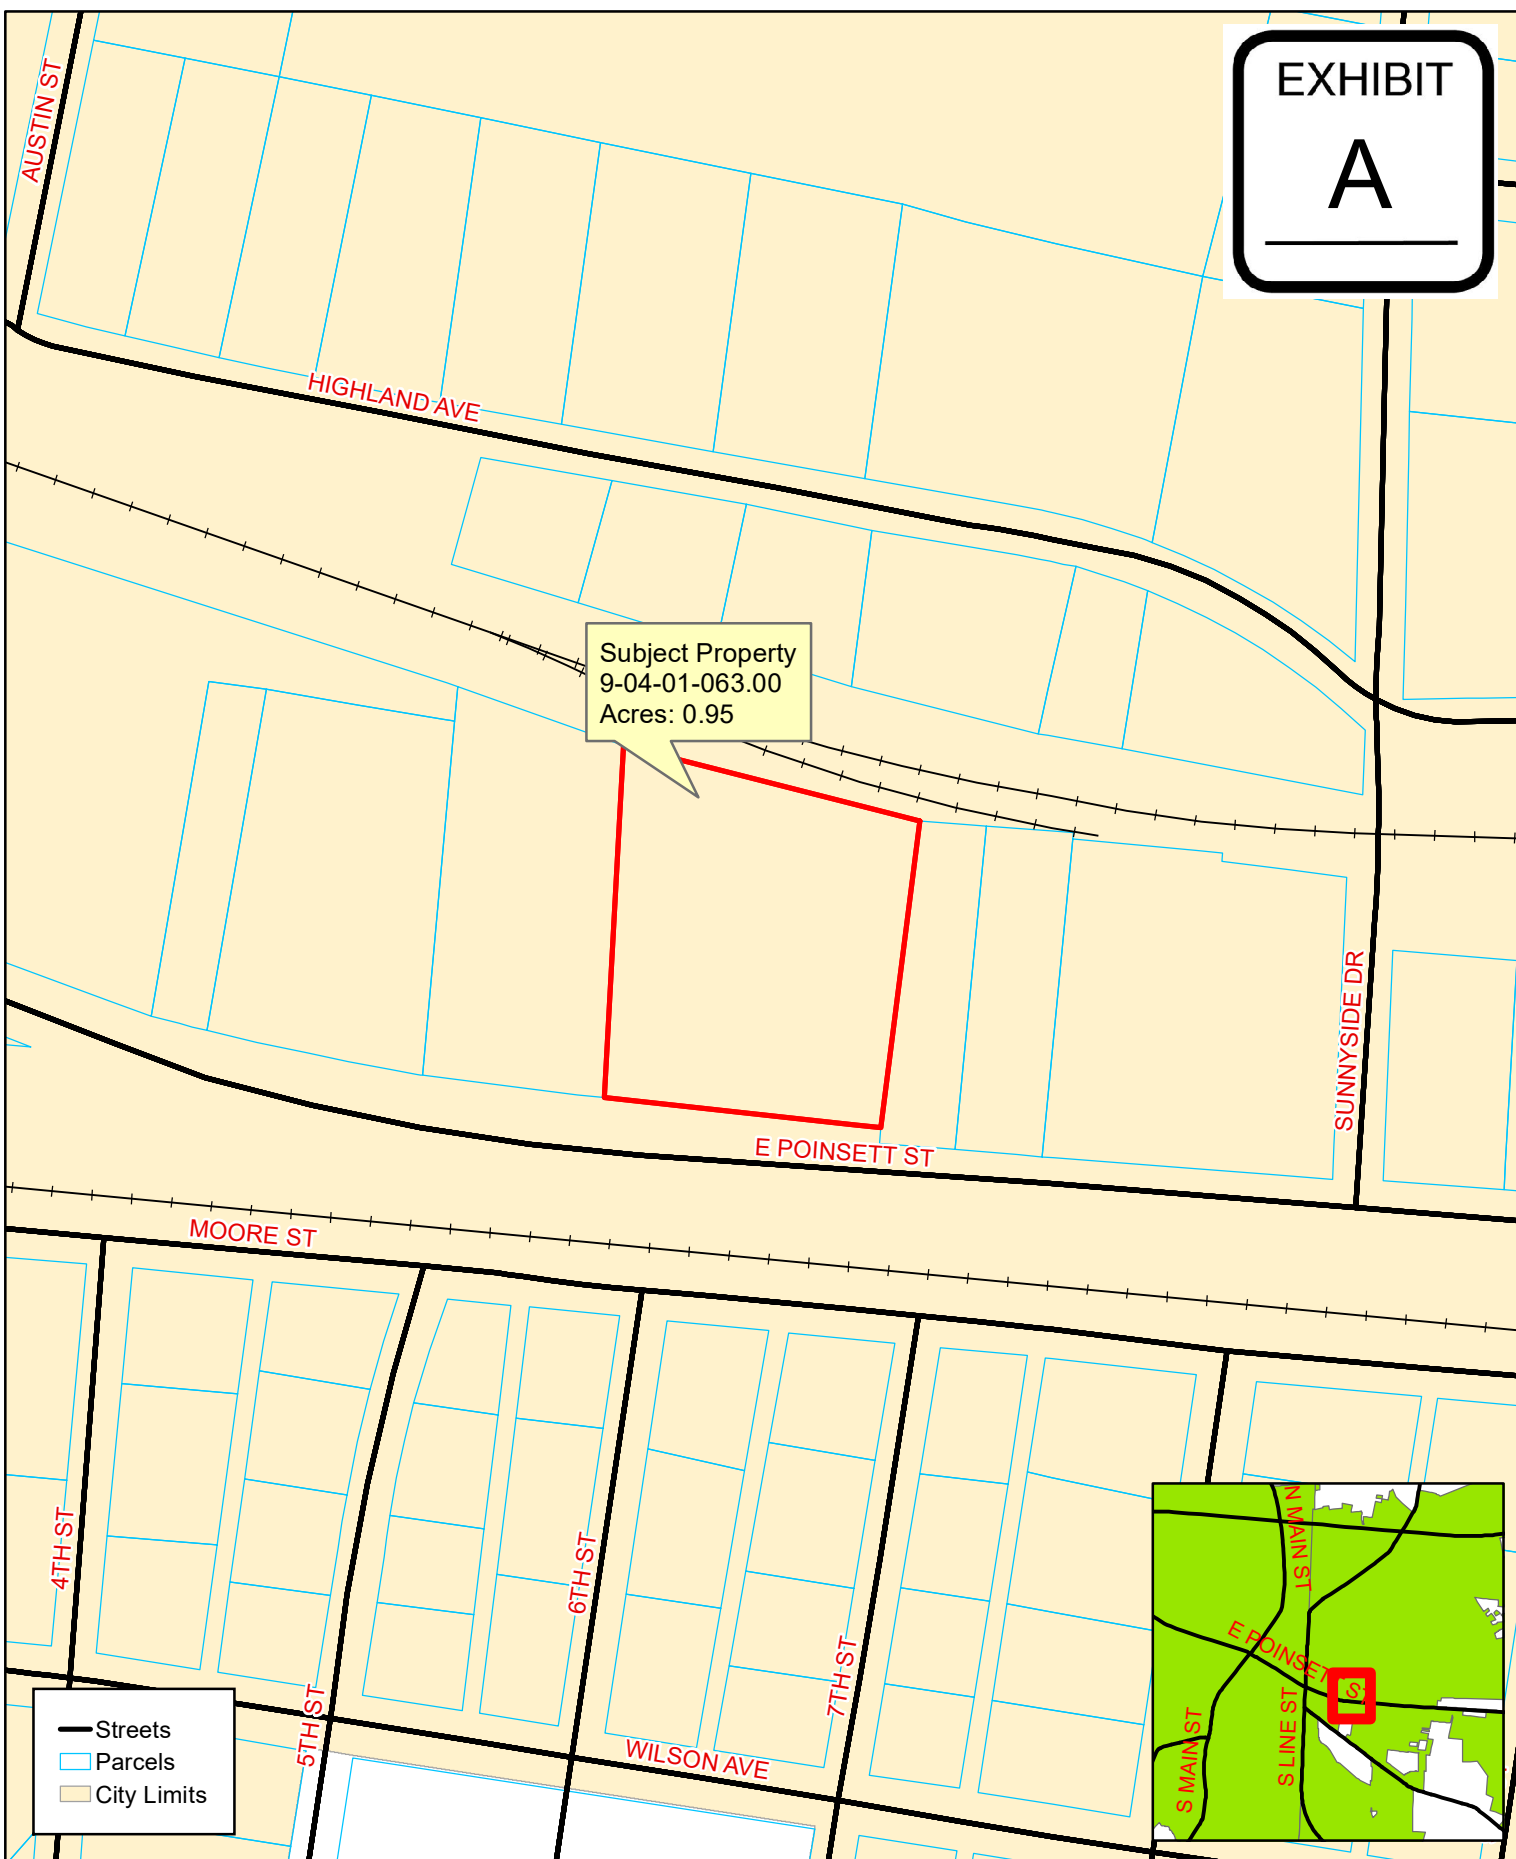 EXHIBIT
A
AUSTIN ST
HIGHLAND AVE
Subject Property
9-04-01-063.00
Acres: 0.95
SUNNYSIDE DR
E POINSETT ST
MOORE ST
4TH ST
5TH ST
6TH ST
7TH ST
WILSON AVE
Streets
Parcels
City Limits
N MAIN ST
E POINSETT ST
S MAIN ST
S LINE ST